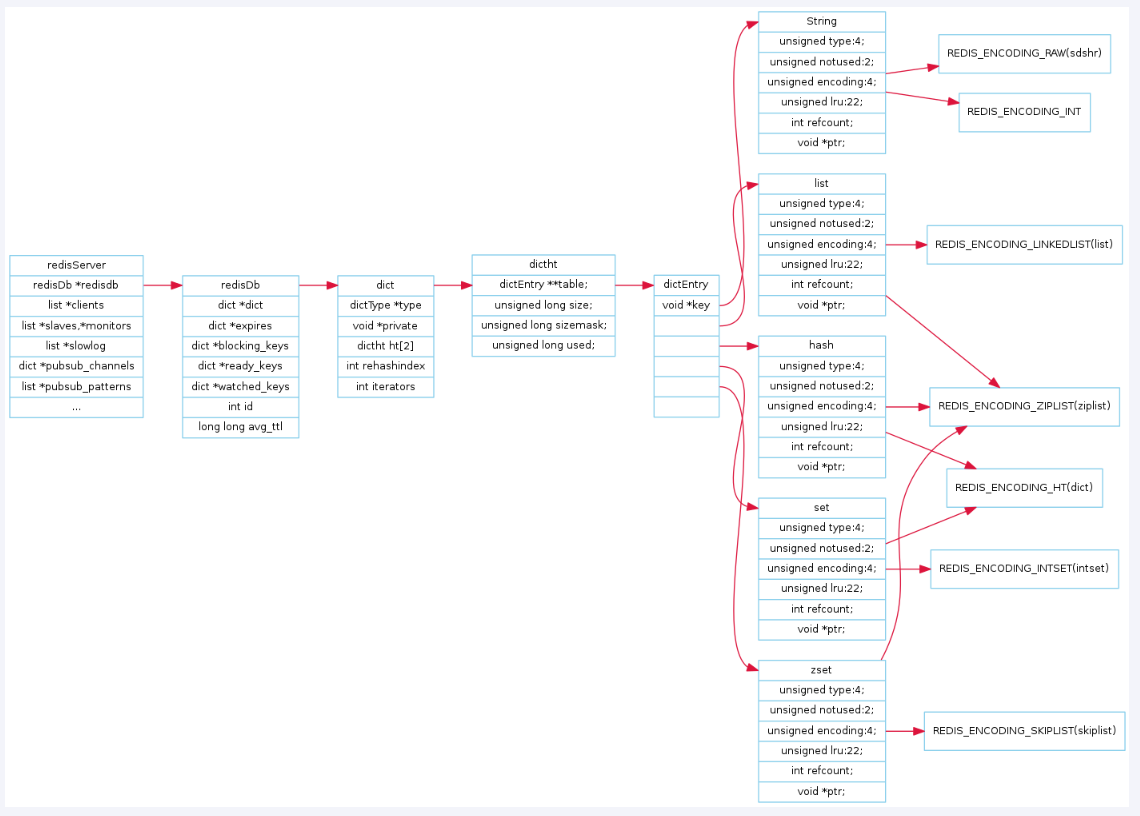 redisServer
redisDb *redisdb
list *clients
list *slaves,*monitors
list *slowlog
dict *pubsub_channels
list *pubsub_patterns
...
redisDb
dict *dict
dict *expires
dict *blocking_keys
dict *ready_keys
dict *watched_keys
int id
long long avg_ttl
dict
dictType *type
void *private
dictht ht[2]
int rehashindex
int iterators
dictht
dictEntry **table;
unsigned long size;
unsigned long sizemask;
unsigned long used;
dictEntry
void *key
String
unsigned type:4;
unsigned notused:2;
unsigned encoding:4;
unsigned lru:22;
int refcount;
void *ptr;
list
unsigned type:4;
unsigned notused:2;
unsigned encoding:4;
unsigned lru:22;
int refcount;
void *ptr;
hash
unsigned type:4;
unsigned notused:2;
unsigned encoding:4;
unsigned lru:22;
int refcount;
void *ptr;
set
unsigned type:4;
unsigned notused:2;
unsigned encoding:4;
unsigned lru:22;
int refcount;
void *ptr;
zset
unsigned type:4;
unsigned notused:2;
unsigned encoding:4;
unsigned lru:22;
int refcount;
void *ptr;
REDIS_ENCODING_RAW(sdshr)
REDIS_ENCODING_INT
REDIS_ENCODING_LINKEDLIST(list)
REDIS_ENCODING_ZIPLIST(ziplist)
REDIS_ENCODING_HT(dict)
REDIS_ENCODING_INTSET(intset)
REDIS_ENCODING_SKIPLIST(skiplist)